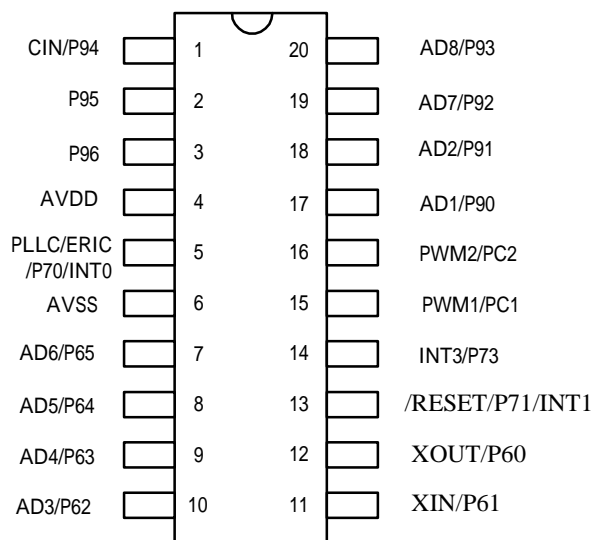 CIN/P94 1 20 AD8/P93
P95 2 19 AD7/P92
P96 3 18 AD2/P91
AVDD 4 17 AD1/P90
PLLC/ERIC
/P70/INT0 5 16 PWM2/PC2
AVSS 6 15 PWM1/PC1
AD6/P65 7 14 INT3/P73
AD5/P64 8 13 /RESET/P71/INT1
AD4/P63 9 12 XOUT/P60
AD3/P62 10 11 XIN/P61